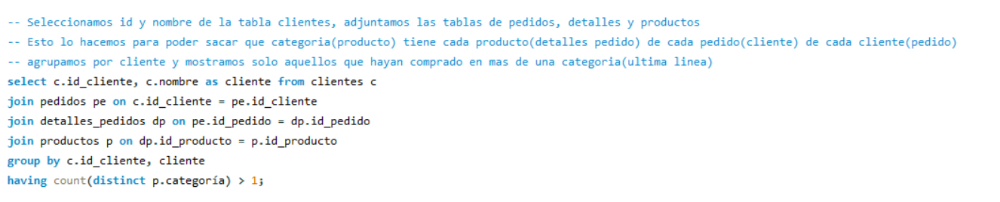 -- Seleccionamos id y nombre de la tabla clientes, adjuntamos las tablas de pedidos, detalles y productos
-- Esto lo hacemos para poder sacar que categoria(producto) tiene cada producto(detalles pedido) de cada pedido(cliente) de cada cliente(pedido)
-- agrupamos por cliente y mostramos solo aquellos que hayan comprado en mas de una categoria(ultima linea)
select c.id_cliente, c.nombre as cliente from clientes c
join pedidos pe on c.id_cliente = pe.id_cliente
join detalles_pedidos dp on pe.id_pedido = dp.id_pedido
join productos p on dp.id_producto = p.id_producto
group by c.id_cliente, cliente
having count(distinct p.categoría) > 1;